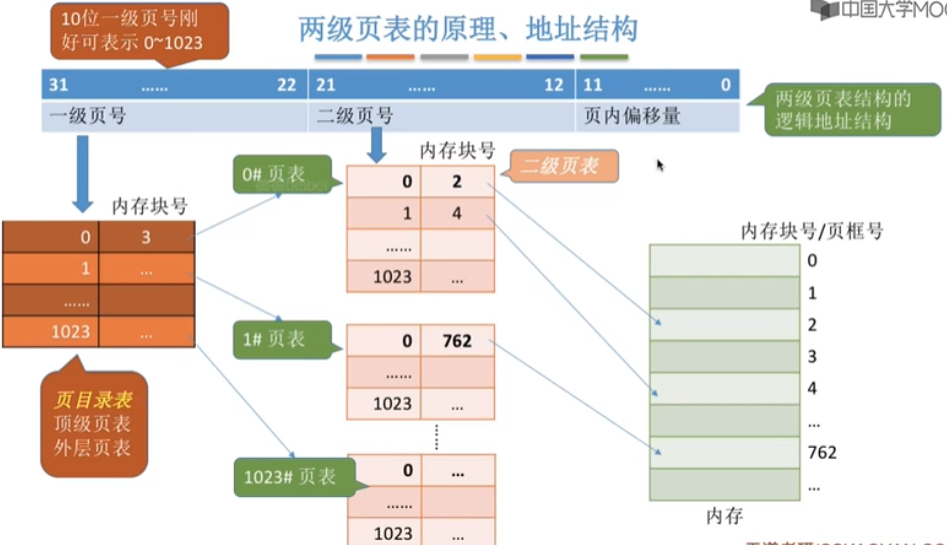 10位一级页号刚
好可表示 0~1023
两级页表的原理、地址结构
中国大学MOO
31 …… 22 21 …… 12 11 …… 0
一级页号 二级页号 页内偏移量
两级页表结构的
逻辑地址结构
内存块号
0 3
1 ...
……
1023 ...
页目录表
顶级页表
外层页表
0# 页表
内存块号
二级页表
0 2
1 4
……
1023 ...
1# 页表
0 762
……
1023 ...
1023# 页表
0 ...
……
1023 ...
内存块号/页框号
0
1
2
3
4
...
762
...
内存